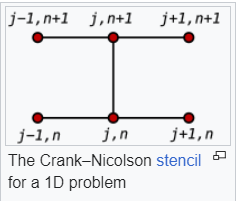 j−1,n+1 j,n+1 j+1,n+1
j−1,n j,n j+1,n
The Crank–Nicolson stencil
for a 1D problem